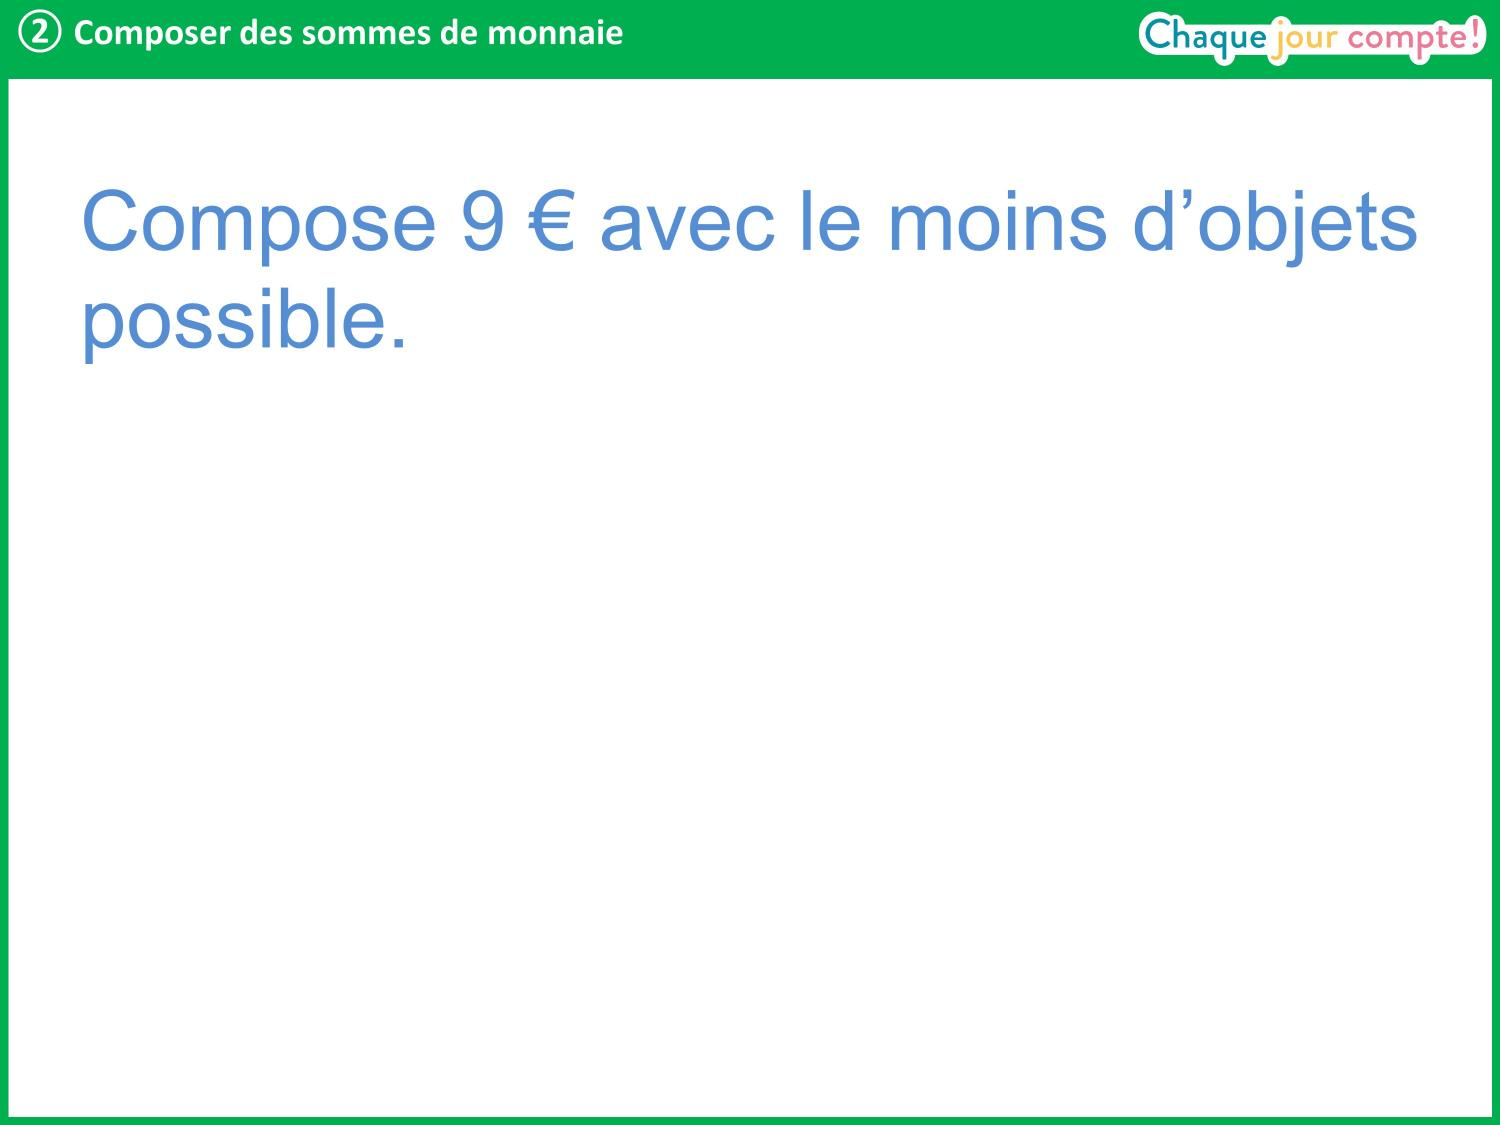 ② Composer des sommes de monnaie
Chaque jour compte!
Compose 9 € avec le moins d’objets
possible.